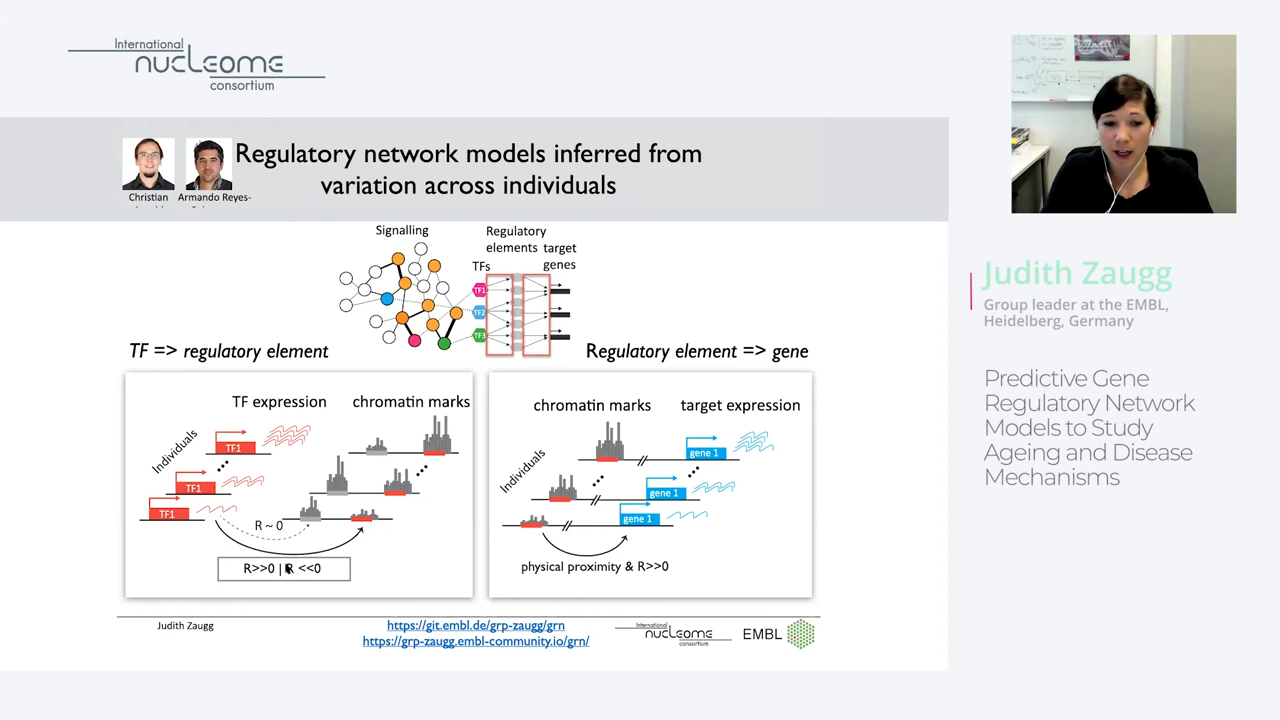 International
nucleome
consortium
Regulatory network models inferred from
variation across individuals
Christian
Armando Reyes-
Signalling
Regulatory
elements
target
genes
TFs
TF1
TF2
TF3
TF => regulatory element
Regulatory element => gene
TF expression
chromatin marks
Individuals
TF1
TF1
TF1
R ~ 0
R>>0 | R <<0
chromatin marks
target expression
Individuals
gene 1
gene 1
gene 1
physical proximity & R>>0
Judith Zaugg
https://git.embl.de/grp-zaugg/grn
https://grp-zaugg.embl-community.io/grn/
International
nucleome
consortium
EMBL
Judith Zaugg
Group leader at the EMBL,
Heidelberg, Germany
Predictive Gene
Regulatory Network
Models to Study
Ageing and Disease
Mechanisms